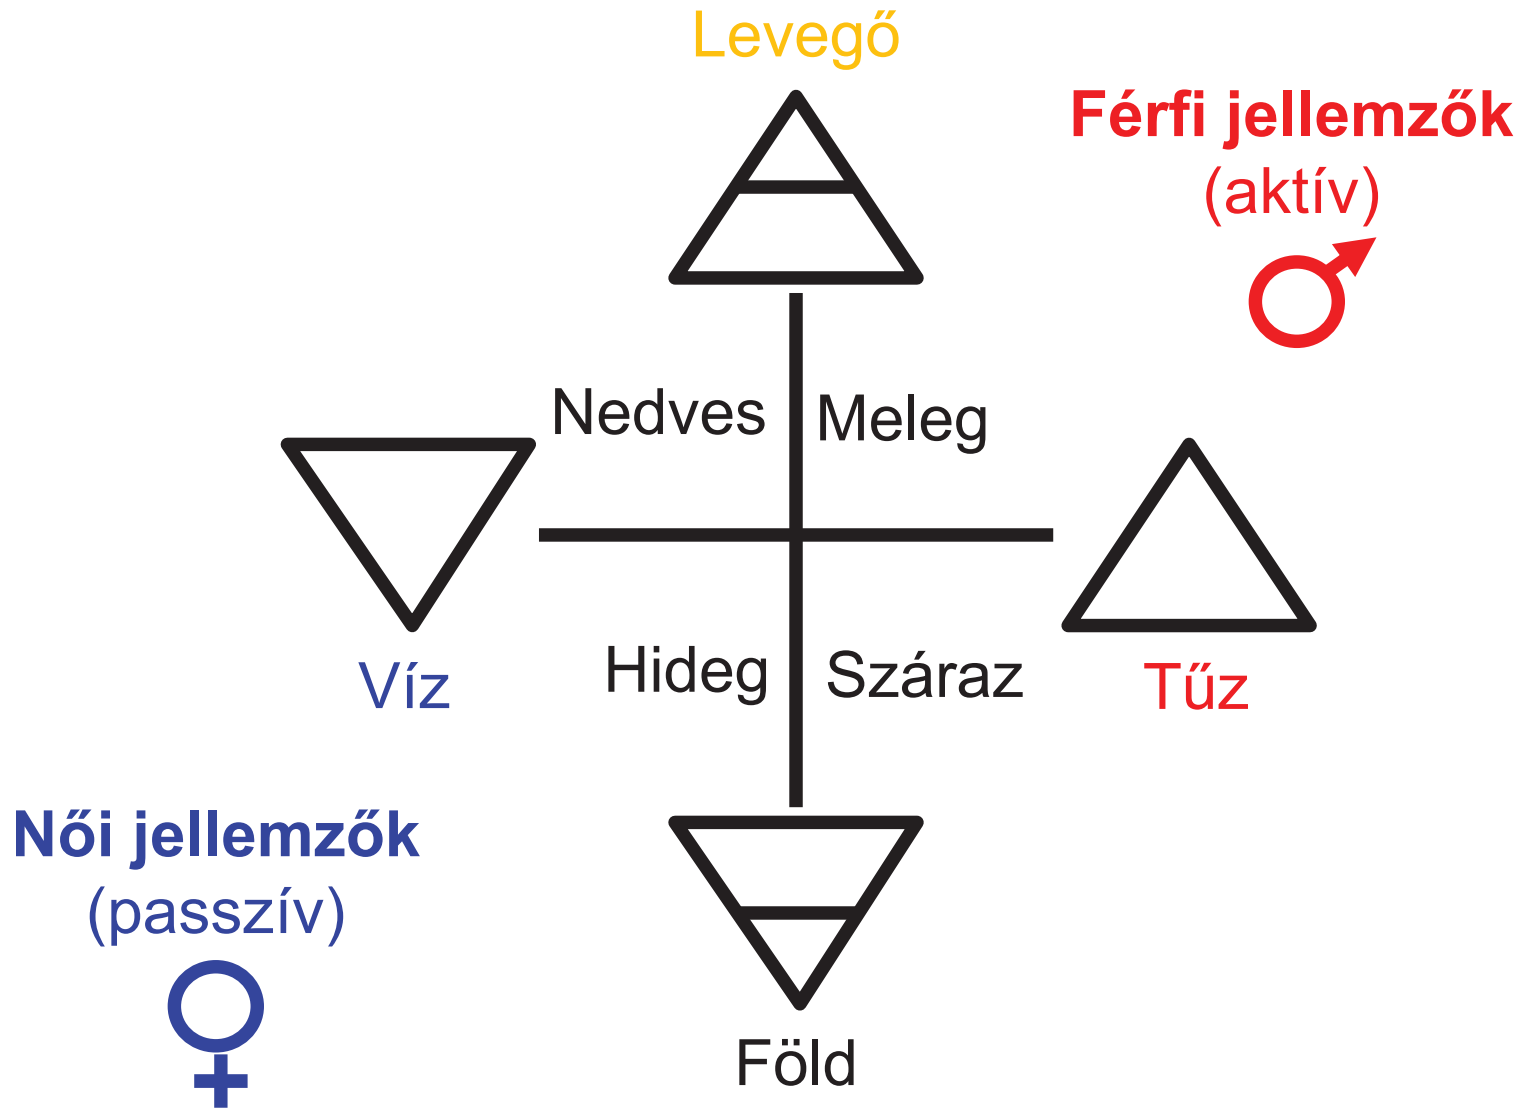 Levegő
Férfi jellemzők
(aktív)
Nedves
Meleg
Víz
Hideg
Száraz
Tűz
Női jellemzők
(passzív)
Föld